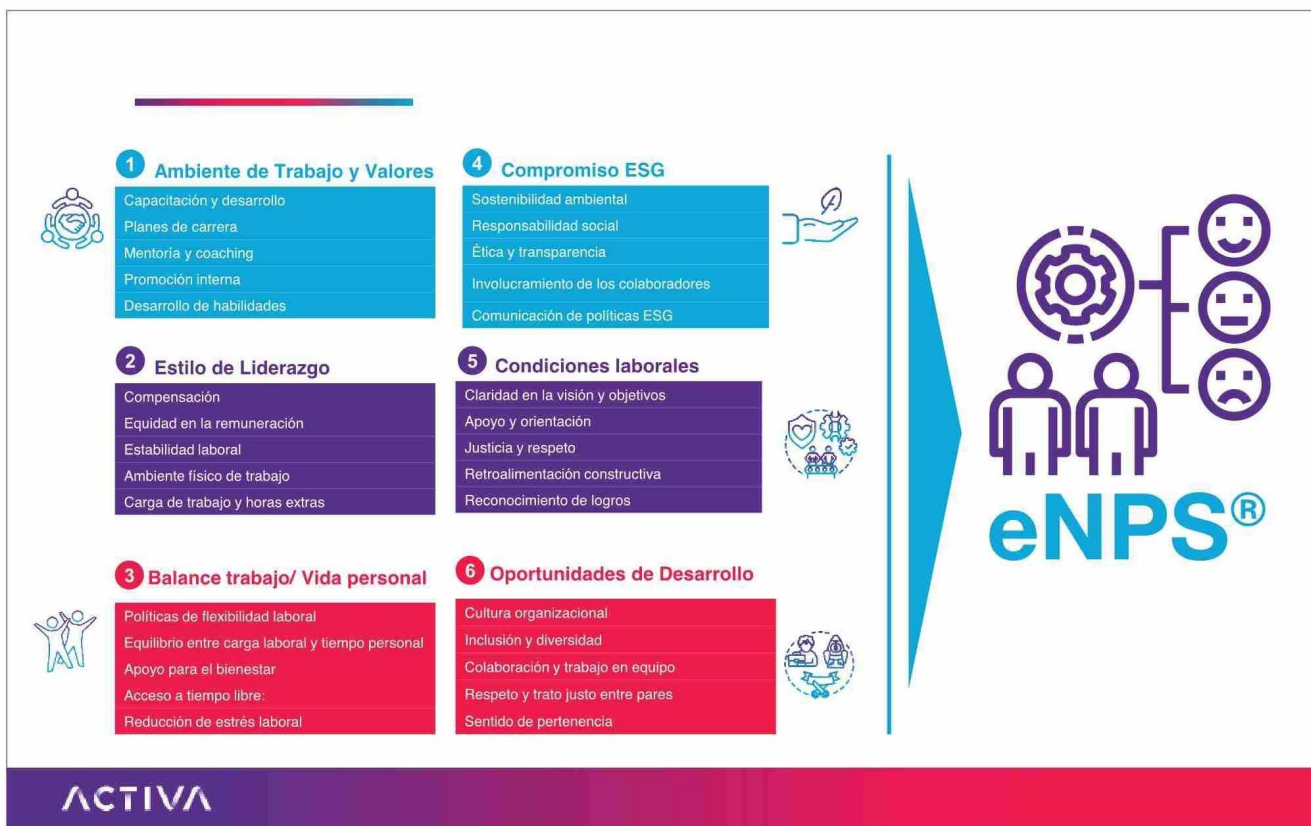 1 Ambiente de Trabajo y Valores
Capacitación y desarrollo
Planes de carrera
Mentoría y coaching
Promoción interna
Desarrollo de habilidades
2 Estilo de Liderazgo
Compensación
Equidad en la remuneración
Estabilidad laboral
Ambiente físico de trabajo
Carga de trabajo y horas extras
3 Balance trabajo/ Vida personal
Políticas de flexibilidad laboral
Equilibrio entre carga laboral y tiempo personal
Apoyo para el bienestar
Acceso a tiempo libre:
Reducción de estrés laboral
4 Compromiso ESG
Sostenibilidad ambiental
Responsabilidad social
Ética y transparencia
Involucramiento de los colaboradores
Comunicación de políticas ESG
5 Condiciones laborales
Claridad en la visión y objetivos
Apoyo y orientación
Justicia y respeto
Retroalimentación constructiva
Reconocimiento de logros
6 Oportunidades de Desarrollo
Cultura organizacional
Inclusión y diversidad
Colaboración y trabajo en equipo
Respeto y trato justo entre pares
Sentido de pertenencia
eNPS®
ACTIVA